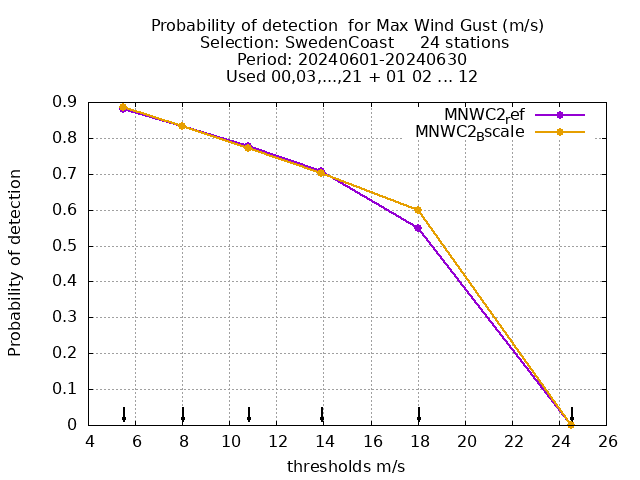 Probability of detection  for Max Wind Gust (m/s)
Selection: SwedenCoast     24 stations
Period: 20240601-20240630
Used 00,03,...,21 + 01 02 ... 12
MNWC2ref
MNWC2Bscale
Probability of detection
0.9
0.8
0.7
0.6
0.5
0.4
0.3
0.2
0.1
0
4 6 8 10 12 14 16 18 20 22 24 26
thresholds m/s